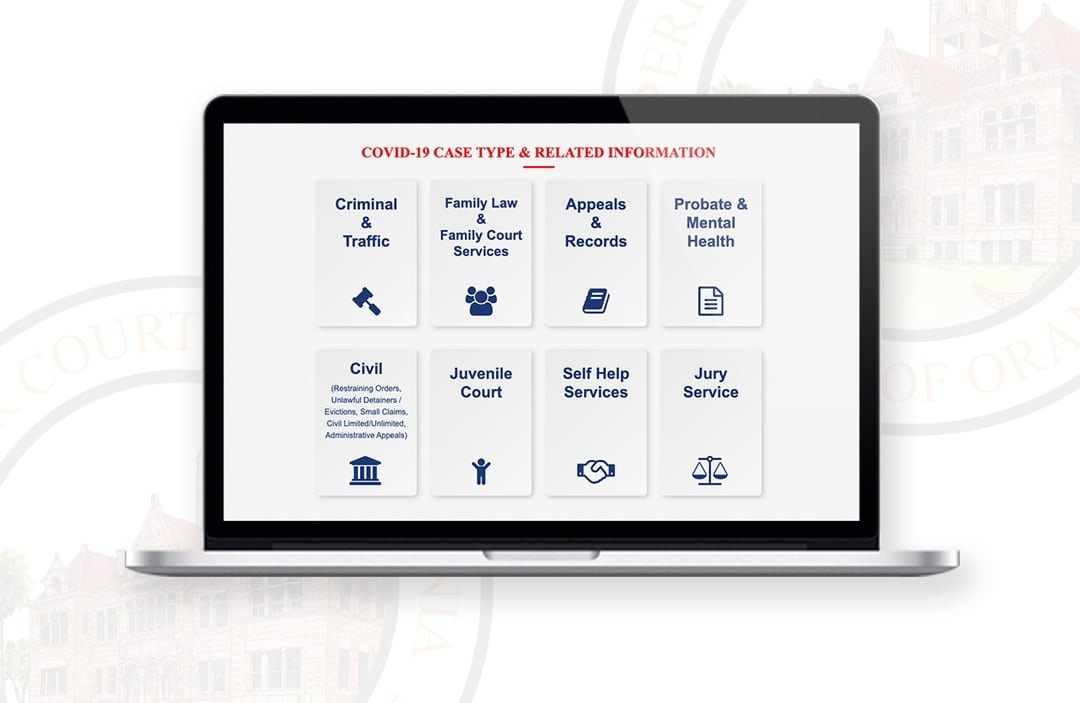 COVID-19 CASE TYPE & RELATED INFORMATION
Criminal
&
Traffic
Family Law
&
Family Court
Services
Appeals
&
Records
Probate &
Mental
Health
Civil
(Restraining Orders,
Unlawful Detainers /
Evictions, Small Claims,
Civil Limited/Unlimited,
Administrative Appeals)
Juvenile
Court
Self Help
Services
Jury
Service
COURT
OF